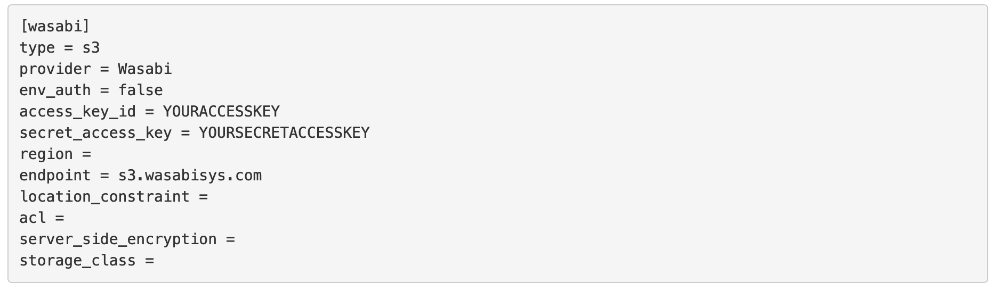 [wasabi]
type = s3
provider = Wasabi
env_auth = false
access_key_id = YOURACCESSKEY
secret_access_key = YOURSECRETACCESSKEY
region =
endpoint = s3.wasabisys.com
location_constraint =
acl =
server_side_encryption =
storage_class =